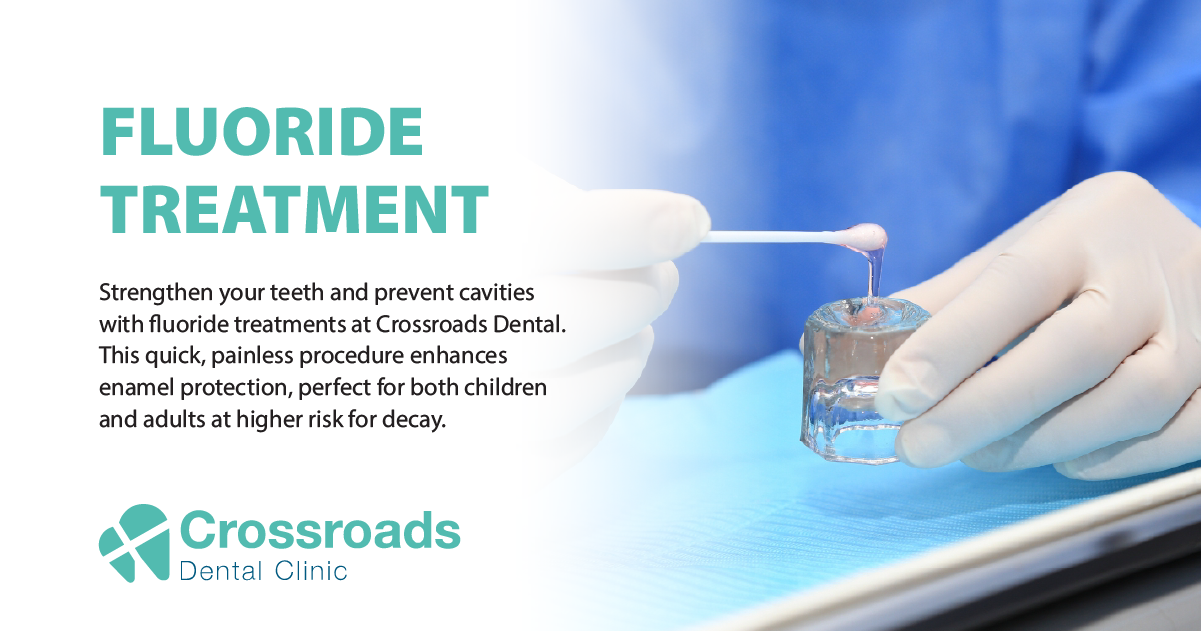 FLUORIDE
TREATMENT
Strengthen your teeth and prevent cavities
with fluoride treatments at Crossroads Dental.
This quick, painless procedure enhances
enamel protection, perfect for both children
and adults at higher risk for decay.
Crossroads
Dental Clinic